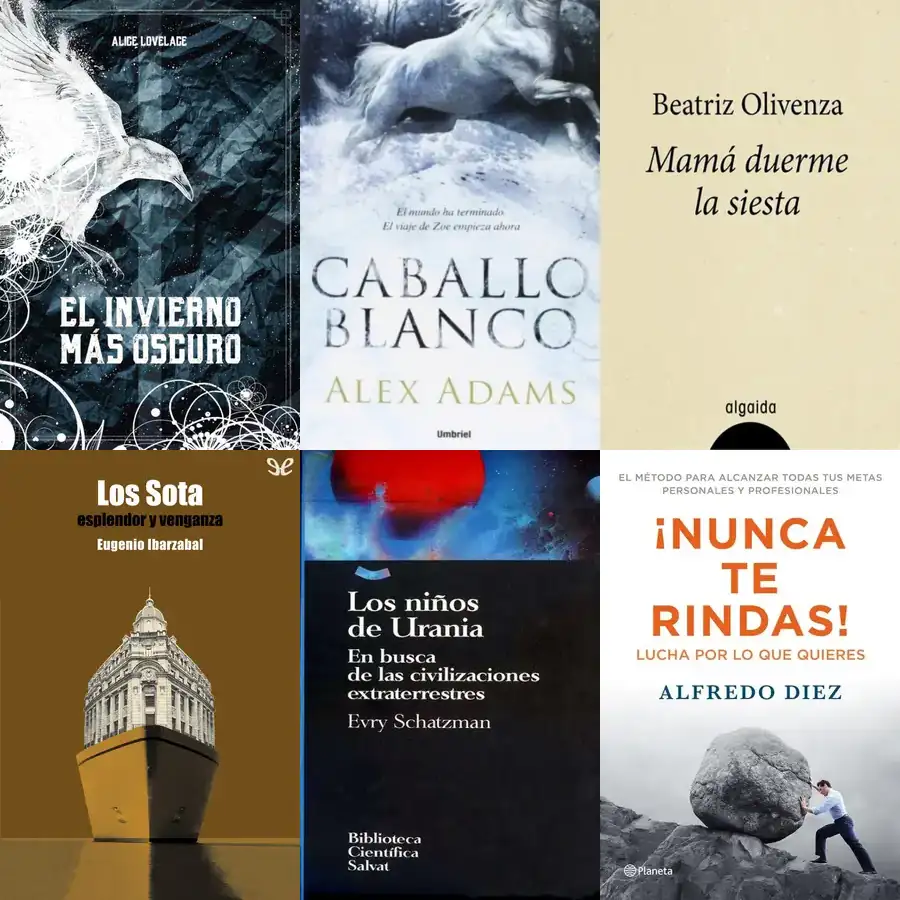 ALICE LOVELACE
EL INVIERNO
MÁS OSCURO
El mundo ha terminado.
El viaje de Zoe empieza ahora
CABALLO
BLANCO
ALEX ADAMS
Umbriel
Beatriz Olivenza
Mamá duerme
la siesta
algaida
Los Sota
esplendor y venganza
Eugenio Ibarzabal
Los niños
de Urania
En busca
de las civilizaciones
extraterrestres
Evry Schatzman
Biblioteca
Científica
Salvat
EL MÉTODO PARA ALCANZAR TODAS TUS METAS
PERSONALES Y PROFESIONALES
¡NUNCA
TE
RINDAS!
LUCHA POR LO QUE QUIERES
ALFREDO DIEZ
Planeta